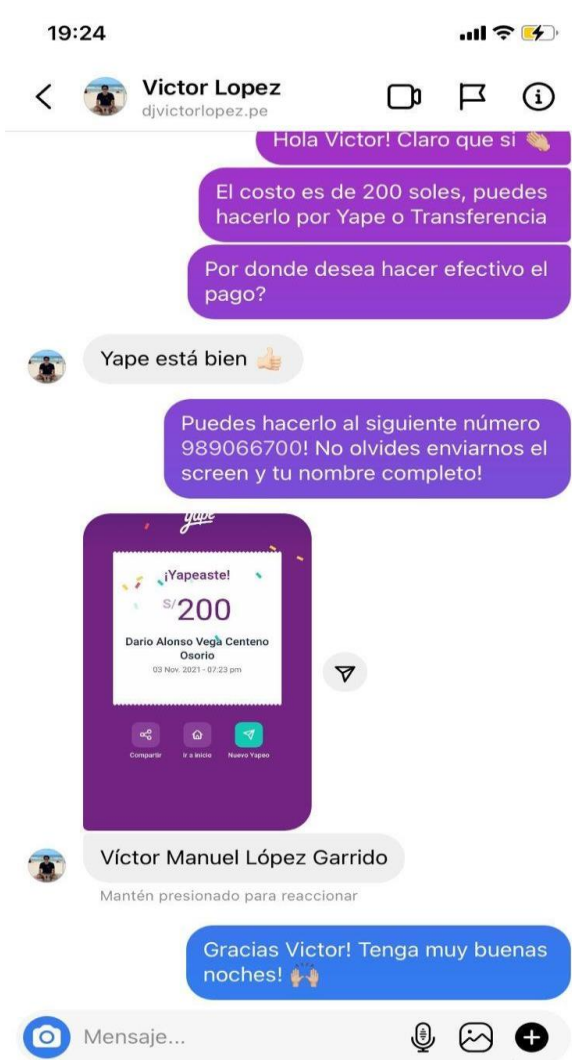 19:24
Victor Lopez
djvictorlopez.pe
Hola Victor! Claro que si 👏🏼
El costo es de 200 soles, puedes
hacerlo por Yape o Transferencia
Por donde desea hacer efectivo el
pago?
Yape está bien 👍🏻
Puedes hacerlo al siguiente número
989066700! No olvides enviarnos el
screen y tu nombre completo!
yape
¡Yapeaste!
S/200
Dario Alonso Vega Centeno
Osorio
03 Nov. 2021 - 07:23 pm
Compartir Ir a inicio Nuevo Yapeo
Víctor Manuel López Garrido
Mantén presionado para reaccionar
Gracias Victor! Tenga muy buenas
noches! 🙌🏼
Mensaje...